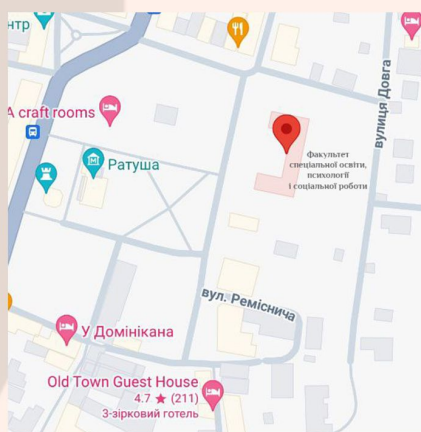 нтр
A craft rooms
Ратуша
факультет
спеціальної освіти,
психології
і соціальної роботи
вулиця Довга
вул. Реміснича
У Домінікана
Old Town Guest House
4.7 ★ (211)
3-зірковий готель